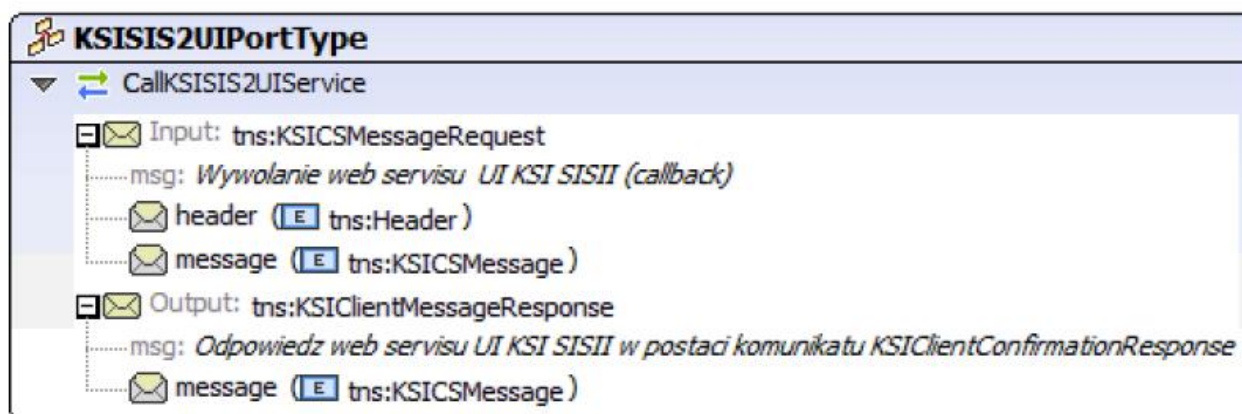 KSISIS2UIPortType
CallKSISIS2UIService
Input: tns:KSICSMessageRequest
msg: Wywolanie web servisu UI KSI SISII (callback)
header (E tns:Header)
message (E tns:KSICSMessage)
Output: tns:KSIClientMessageResponse
msg: Odpowiedz web servisu UI KSI SISII w postaci komunikatu KSIClientConfirmationResponse
message (E tns:KSICSMessage)